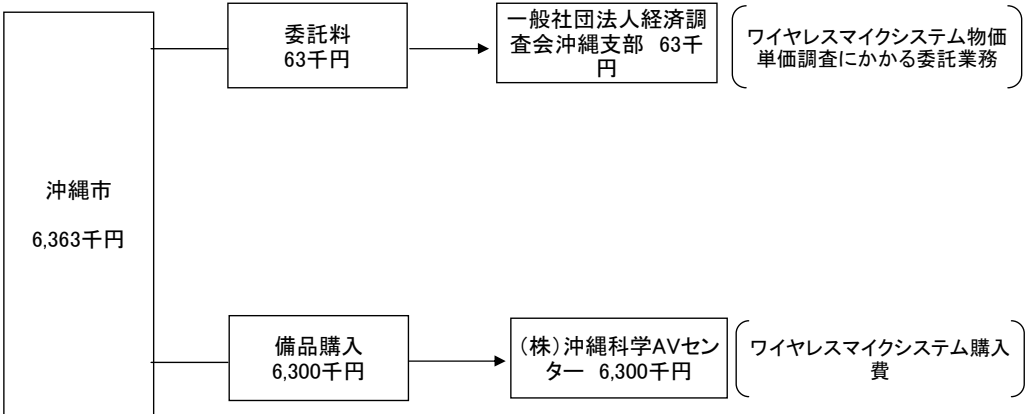 沖縄市
6,363千円
委託料
63千円
一般社団法人経済調
査会沖縄支部 63千
円
ワイヤレスマイクシステム物価
単価調査にかかる委託業務
備品購入
6,300千円
(株)沖縄科学AVセン
ター 6,300千円
ワイヤレスマイクシステム購入
費